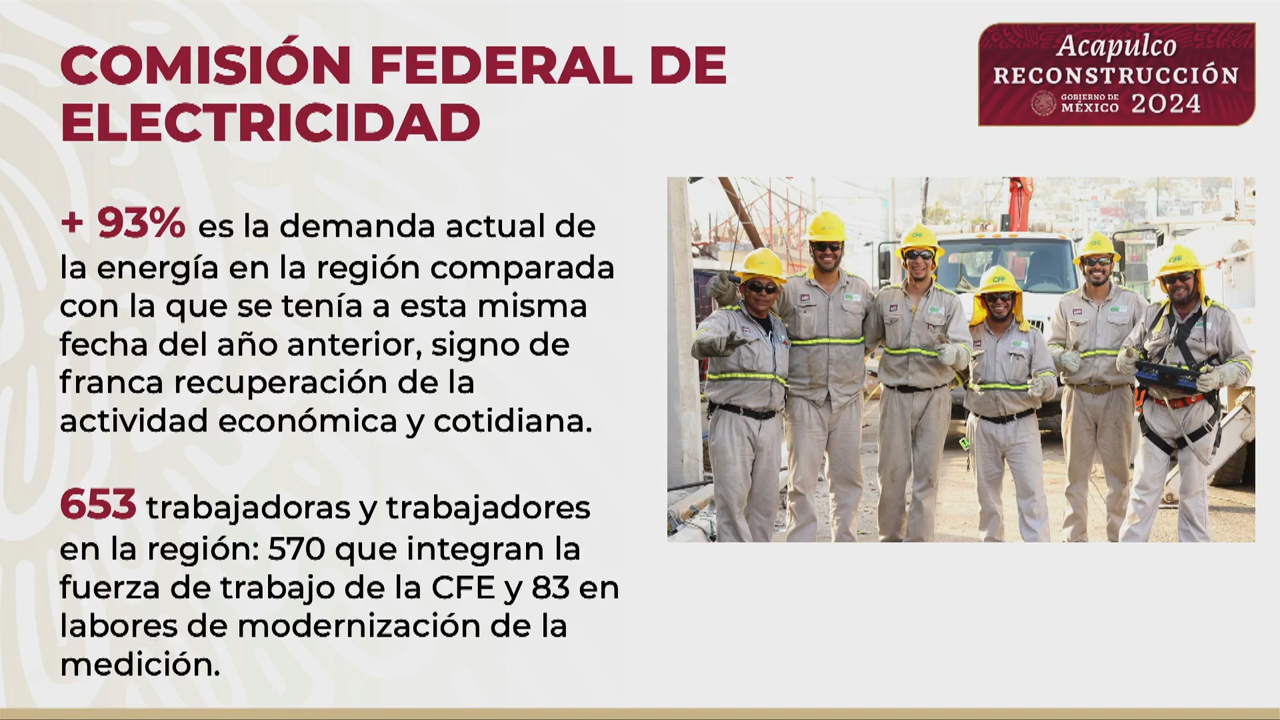 COMISIÓN FEDERAL DE
ELECTRICIDAD
Acapulco
RECONSTRUCCIÓN
GOBIERNO DE
MÉXICO 2024
+ 93% es la demanda actual de
la energía en la región comparada
con la que se tenía a esta misma
fecha del año anterior, signo de
franca recuperación de la
actividad económica y cotidiana.
653 trabajadoras y trabajadores
en la región: 570 que integran la
fuerza de trabajo de la CFE y 83 en
labores de modernización de la
medición.
CFE
CFE
CFE